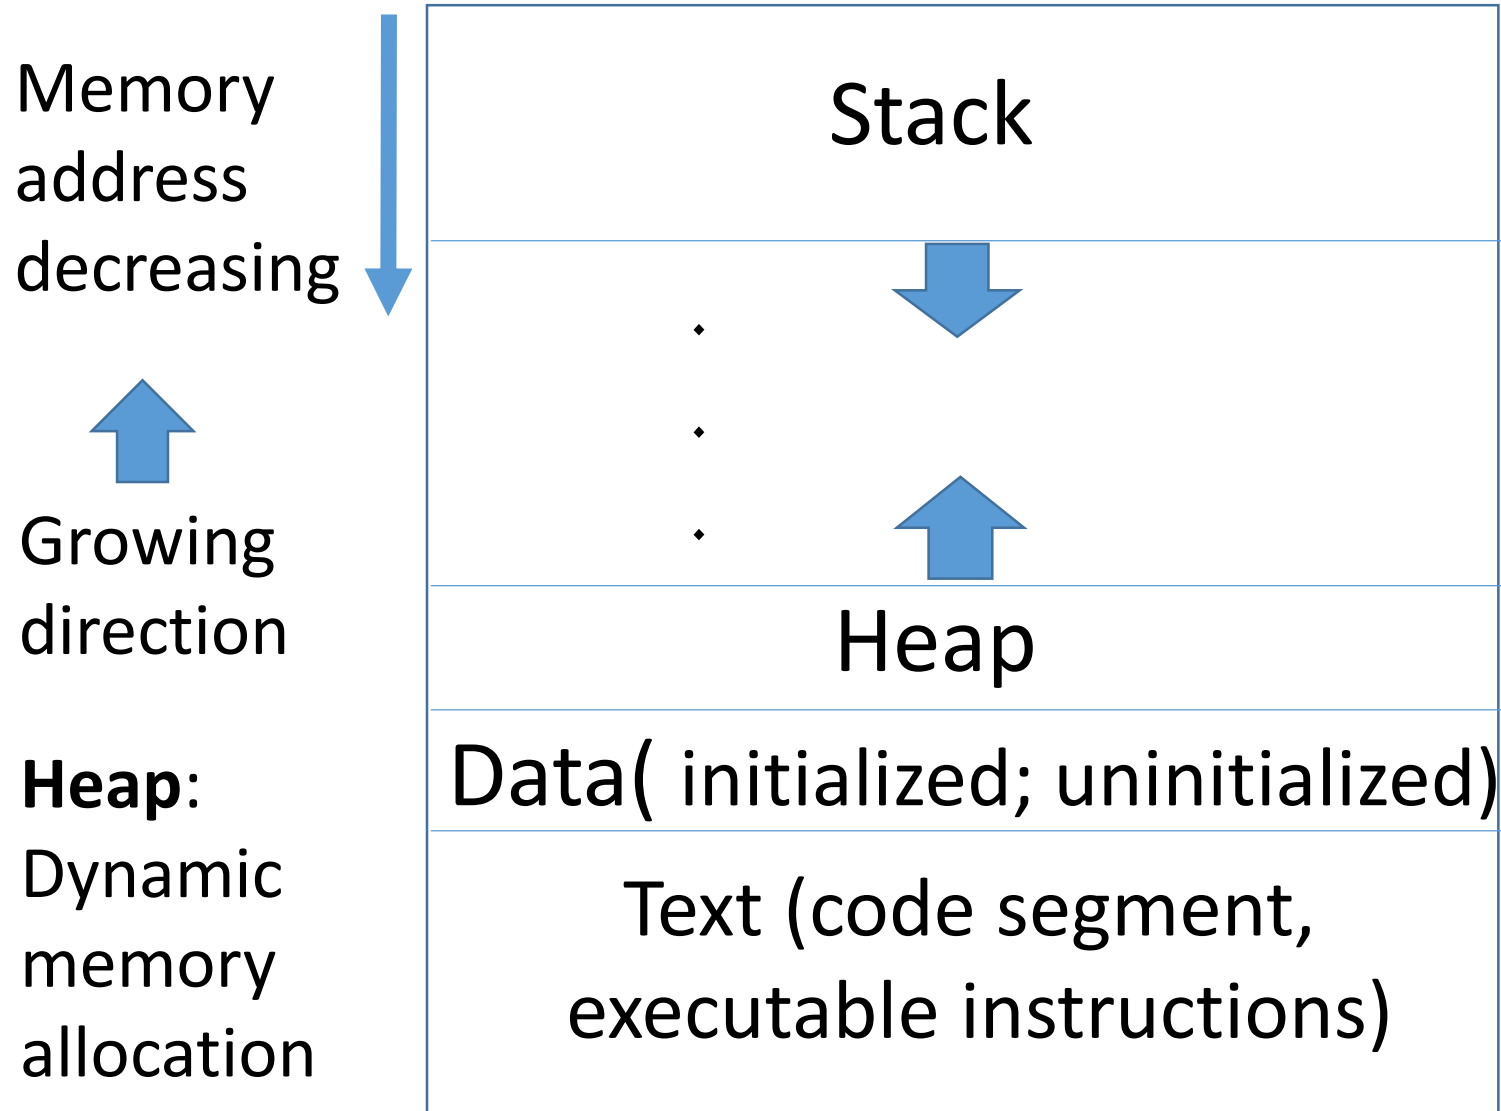 Memory
address
decreasing
Growing
direction
Heap:
Dynamic
memory
allocation
Stack
Heap
Data( initialized; uninitialized)
Text (code segment,
executable instructions)